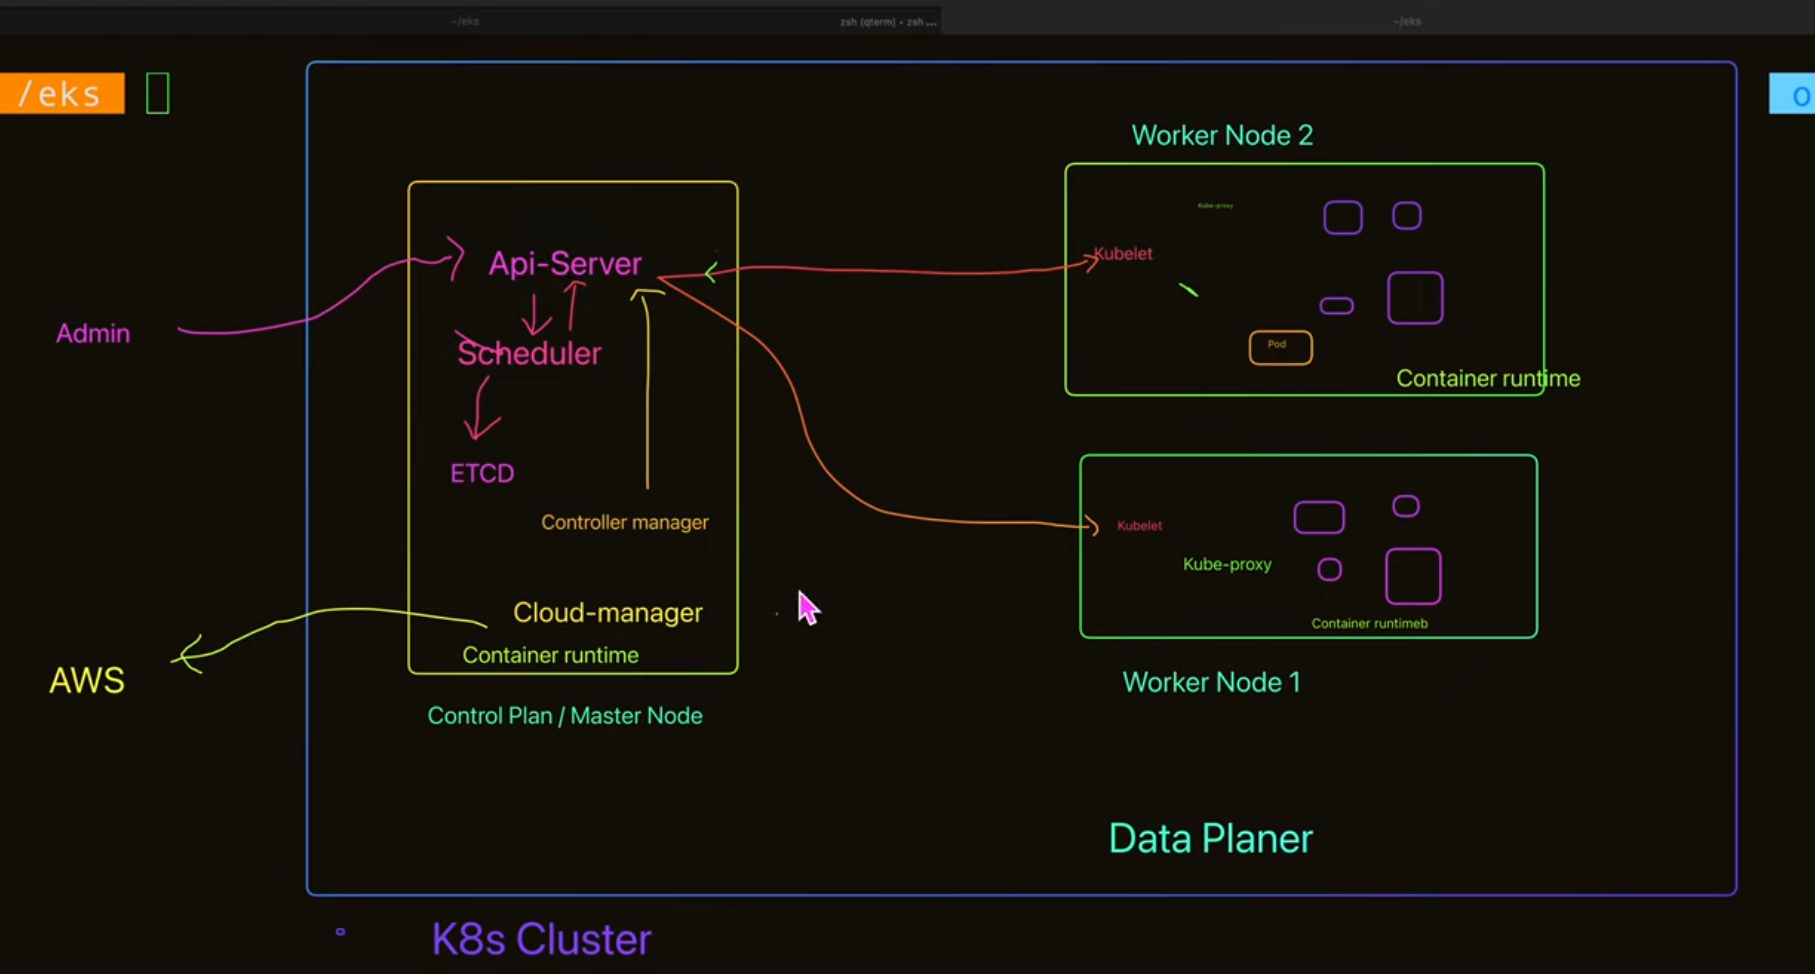 ~/eks
zsh (qterm) • zsh ...
~/eks
/eks
o
Worker Node 2
Kube-proxy
Kubelet
Pod
Container runtime
Api-Server
Admin
Scheduler
ETCD
Controller manager
Cloud-manager
Container runtime
AWS
Control Plan / Master Node
Kubelet
Kube-proxy
Container runtimeb
Worker Node 1
Data Planer
K8s Cluster